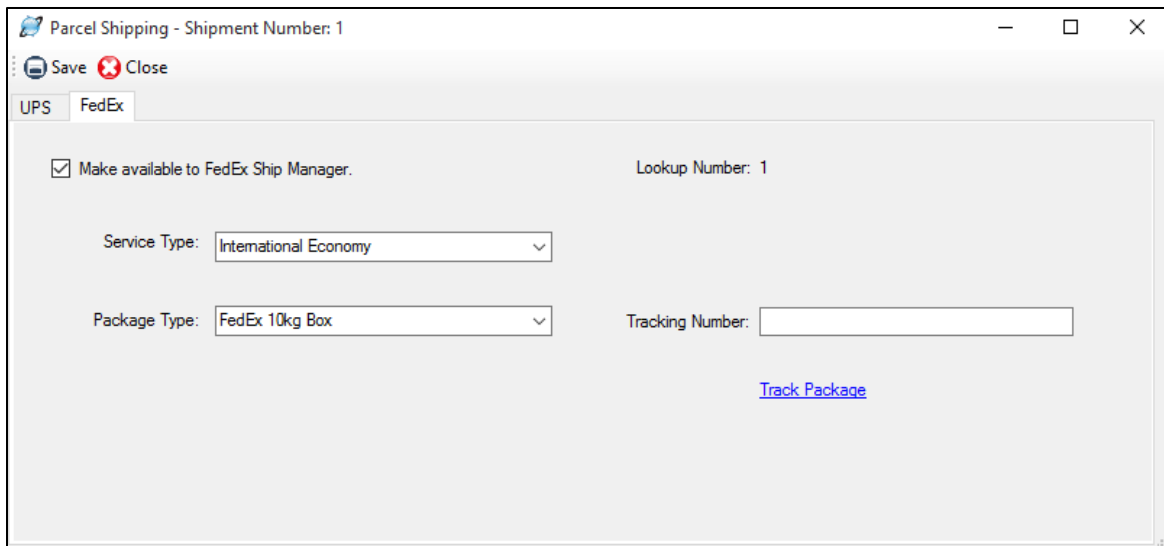 Parcel Shipping - Shipment Number: 1
Save Close
UPS FedEx
Make available to FedEx Ship Manager. Lookup Number: 1
Service Type: International Economy
Package Type: FedEx 10kg Box Tracking Number:
Track Package